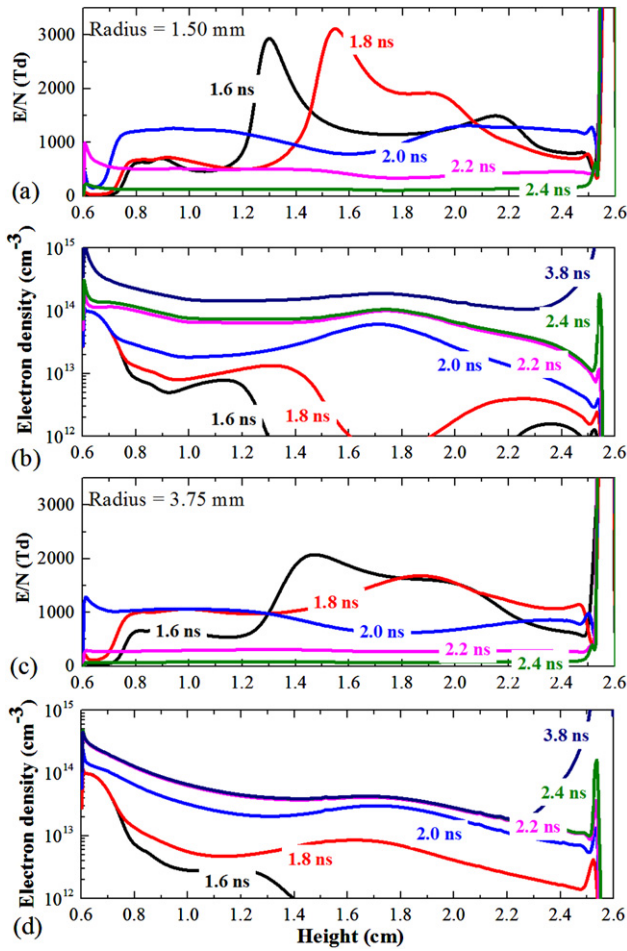 Radius = 1.50 mm
E/N (Td)
3000
2000
1000
0
1.6 ns
1.8 ns
2.0 ns
2.2 ns
2.4 ns
(a)
0.6 0.8 1.0 1.2 1.4 1.6 1.8 2.0 2.2 2.4 2.6
Electron density (cm-3)
10^15
10^14
10^13
10^12
3.8 ns
2.4 ns
2.2 ns
2.0 ns
1.8 ns
1.6 ns
(b)
0.6 0.8 1.0 1.2 1.4 1.6 1.8 2.0 2.2 2.4 2.6
Radius = 3.75 mm
E/N (Td)
3000
2000
1000
0
1.6 ns
1.8 ns
2.0 ns
2.2 ns
2.4 ns
(c)
0.6 0.8 1.0 1.2 1.4 1.6 1.8 2.0 2.2 2.4 2.6
Electron density (cm-3)
10^15
10^14
10^13
10^12
3.8 ns
2.4 ns
2.2 ns
2.0 ns
1.8 ns
1.6 ns
(d)
0.6 0.8 1.0 1.2 1.4 1.6 1.8 2.0 2.2 2.4 2.6
Height (cm)